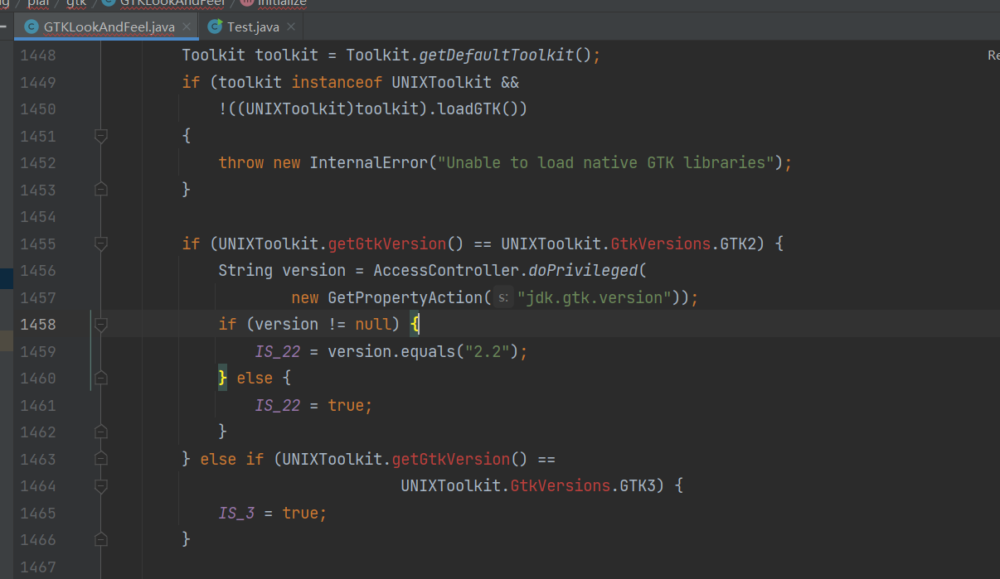 plaf / gtk / GTKLookAndFeel / initialize
GTKLookAndFeel.java Test.java
1448 Toolkit toolkit = Toolkit.getDefaultToolkit();
1449 if (toolkit instanceof UNIXToolkit &&
1450 !((UNIXToolkit)toolkit).loadGTK())
1451 {
1452 throw new InternalError("Unable to load native GTK libraries");
1453 }
1454
1455 if (UNIXToolkit.getGtkVersion() == UNIXToolkit.GtkVersions.GTK2) {
1456 String version = AccessController.doPrivileged(
1457 new GetPropertyAction( s: "jdk.gtk.version"));
1458 if (version != null) {
1459 IS_22 = version.equals("2.2");
1460 } else {
1461 IS_22 = true;
1462 }
1463 } else if (UNIXToolkit.getGtkVersion() ==
1464 UNIXToolkit.GtkVersions.GTK3) {
1465 IS_3 = true;
1466 }
1467